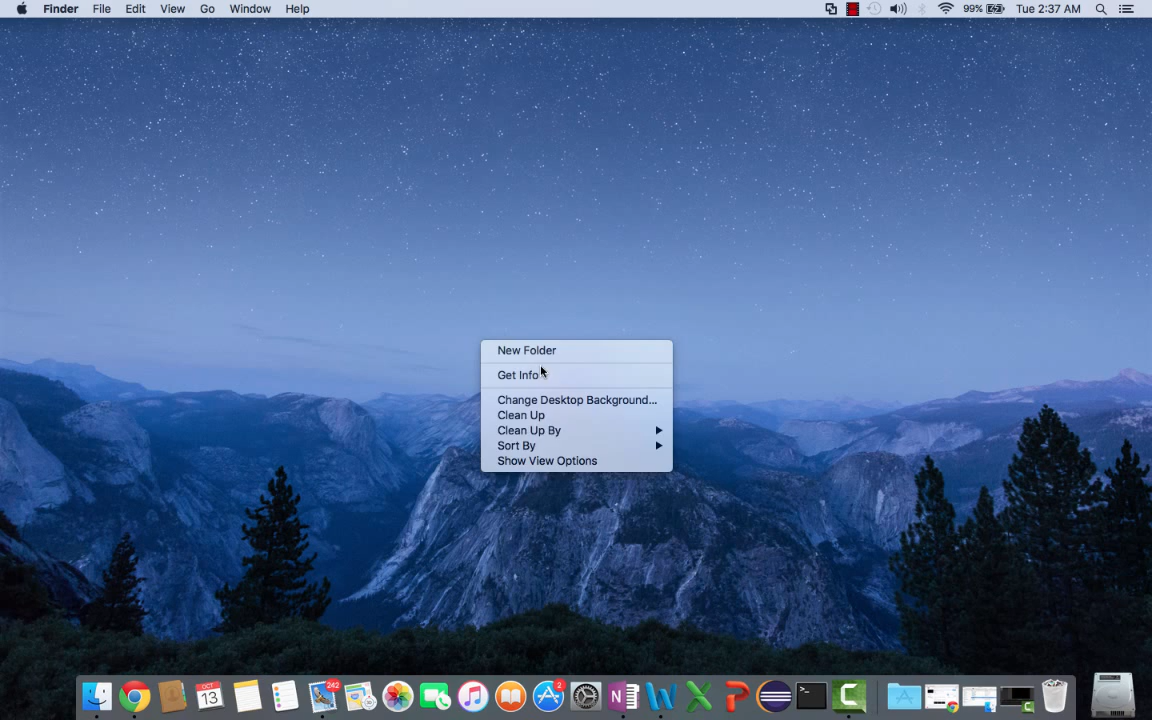 Finder File Edit View Go Window Help 99% Tue 2:37 AM
New Folder
Get Info
Change Desktop Background...
Clean Up
Clean Up By
Sort By
Show View Options
OCT
13
242
2
N
W
X
P
>_
C
A